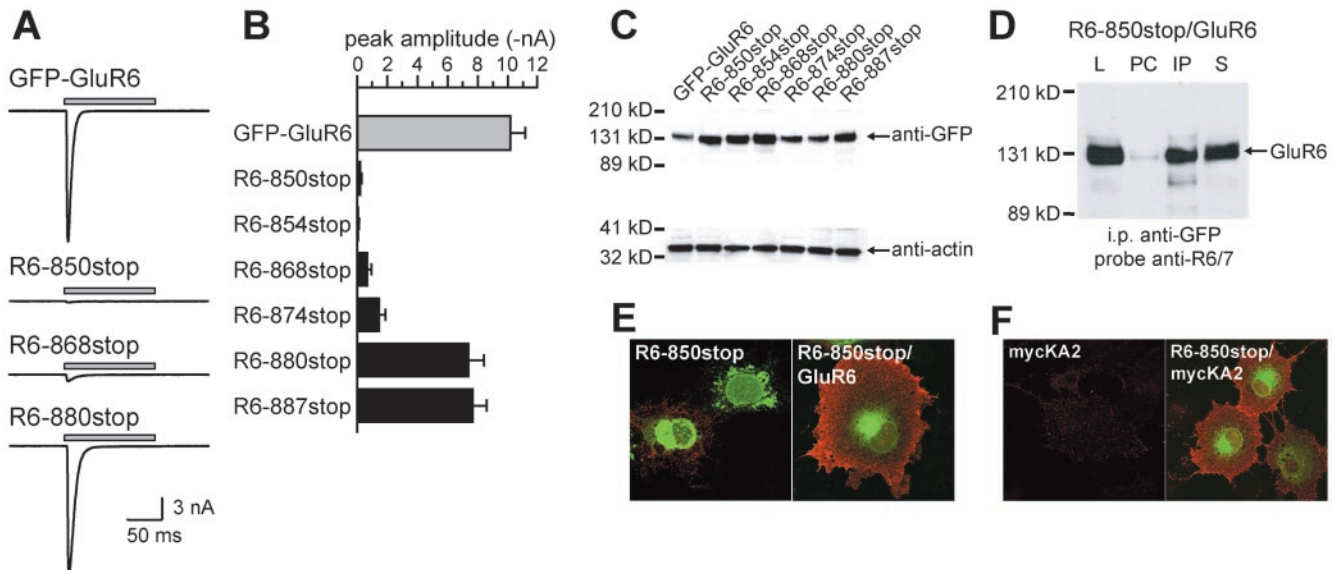 A
GFP-GluR6
R6-850stop
R6-868stop
R6-880stop
3 nA
50 ms
B
peak amplitude (-nA)
0 2 4 6 8 10 12
GFP-GluR6
R6-850stop
R6-854stop
R6-868stop
R6-874stop
R6-880stop
R6-887stop
C
GFP-GluR6
R6-850stop
R6-854stop
R6-868stop
R6-874stop
R6-880stop
R6-887stop
210 kD
131 kD
89 kD
anti-GFP
41 kD
32 kD
anti-actin
D
R6-850stop/GluR6
L PC IP S
210 kD
131 kD
89 kD
GluR6
i.p. anti-GFP
probe anti-R6/7
E
R6-850stop
R6-850stop/
GluR6
F
mycKA2
R6-850stop/
mycKA2